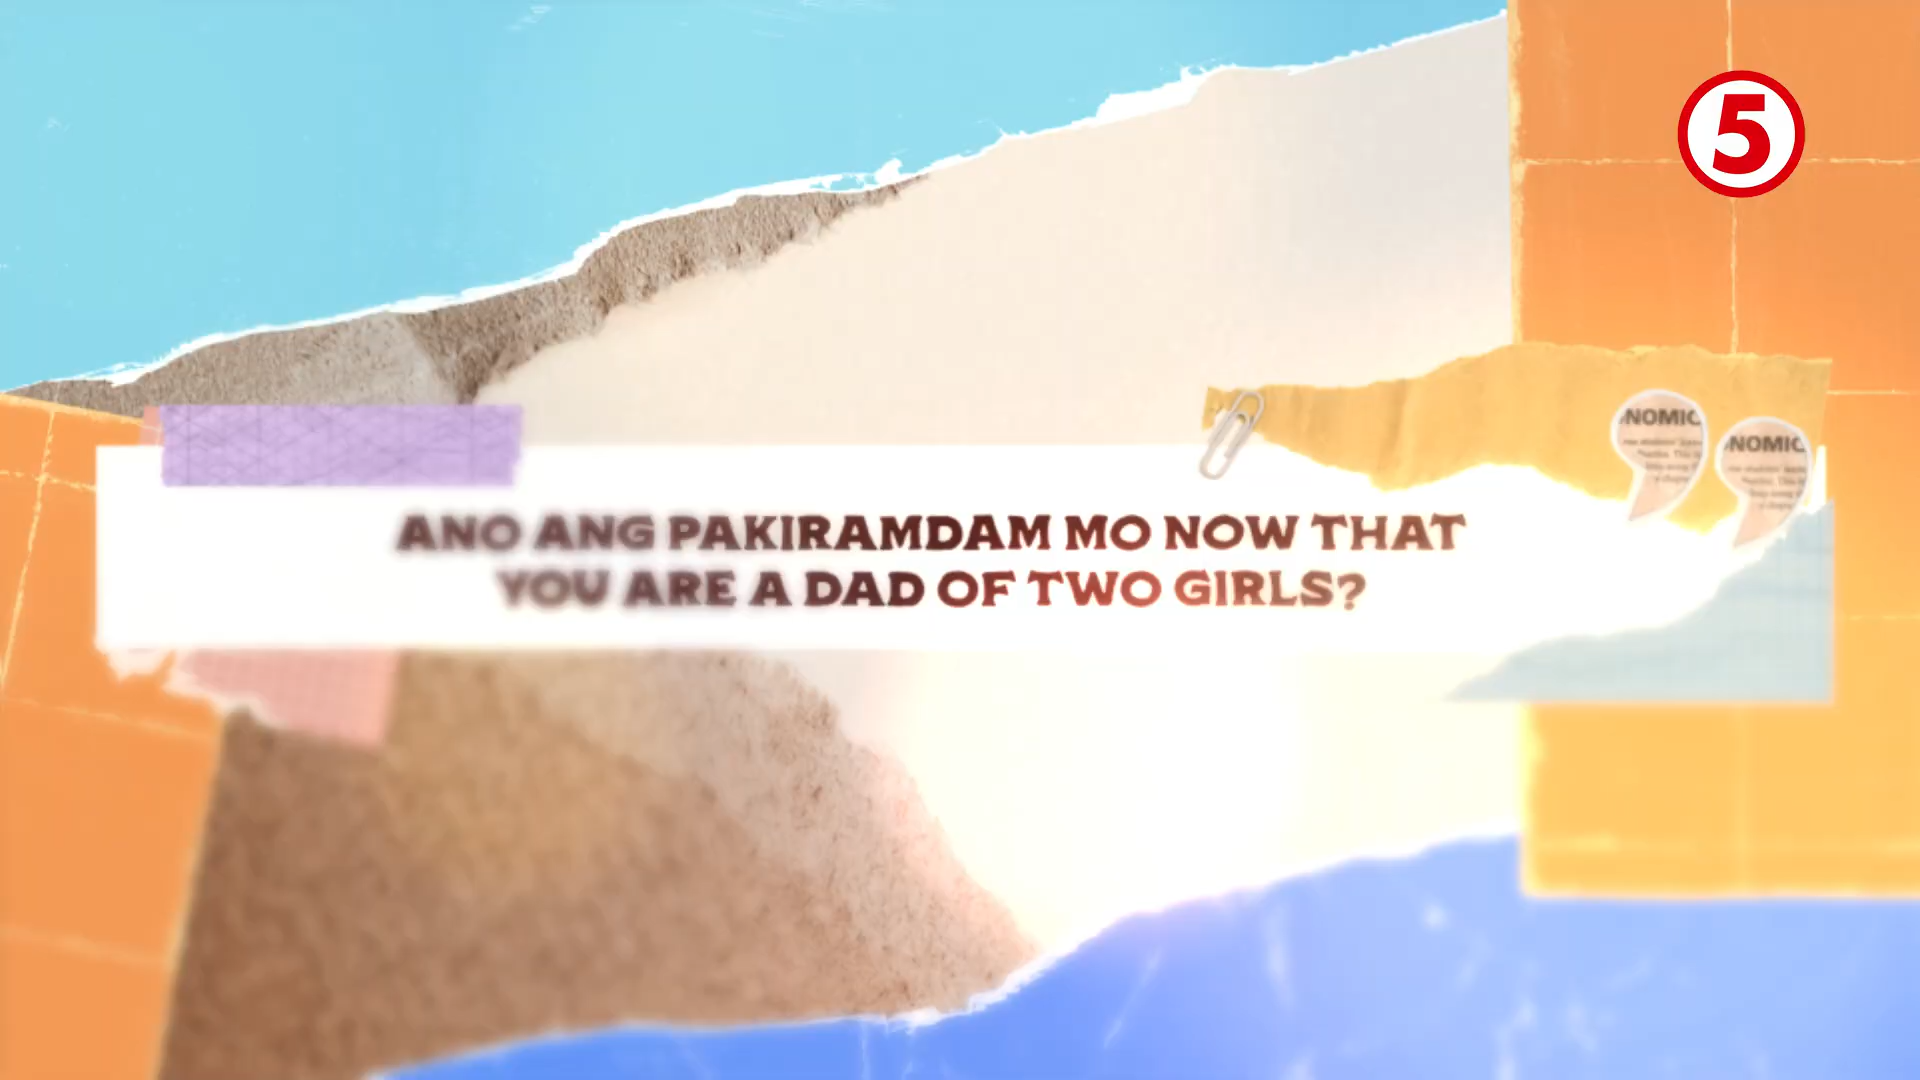 5
NOMIC
NOMIC
ANO ANG PAKIRAMDAM MO NOW THAT
YOU ARE A DAD OF TWO GIRLS?